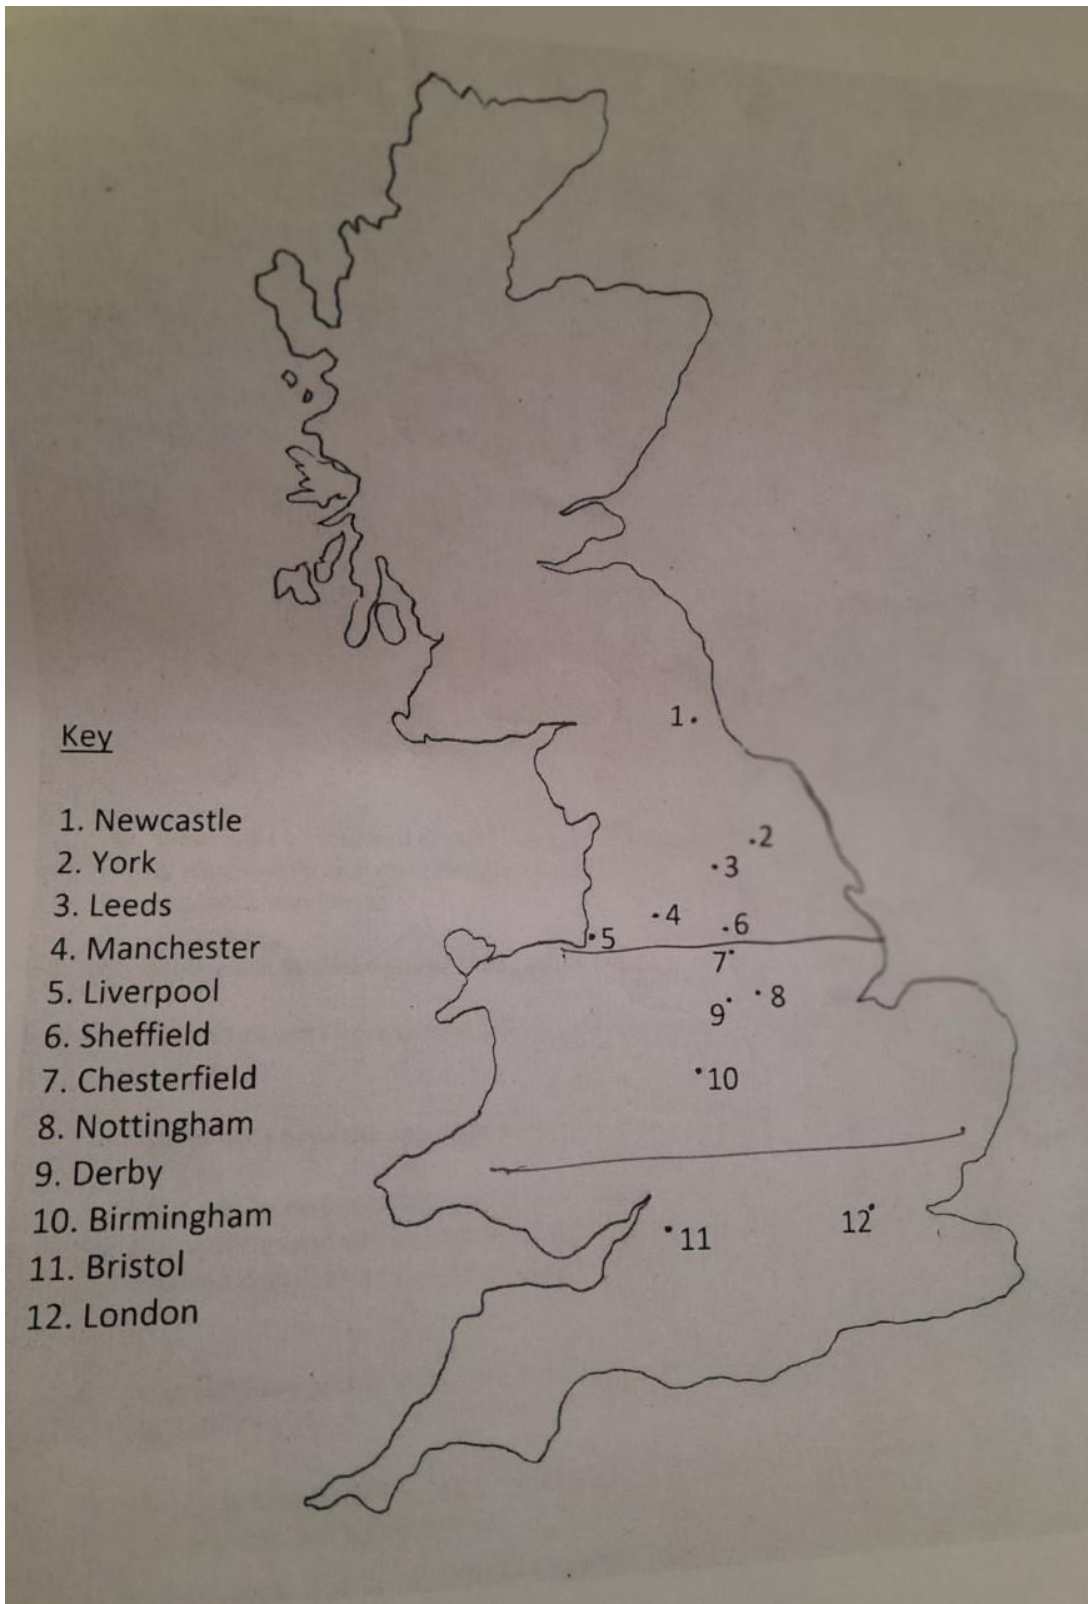 Key
1. Newcastle
2. York
3. Leeds
4. Manchester
5. Liverpool
6. Sheffield
7. Chesterfield
8. Nottingham
9. Derby
10. Birmingham
11. Bristol
12. London
1
2
3
4
5
6
7
8
9
10
11
12